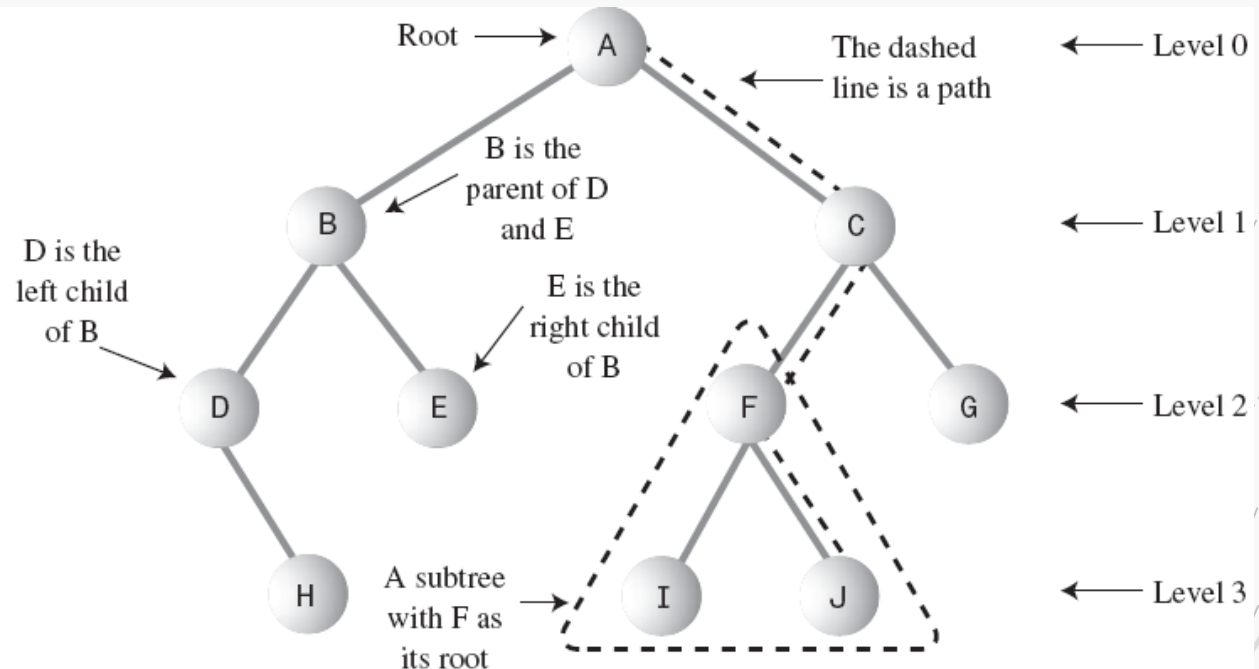 Root
A
The dashed
line is a path
Level 0
B is the
parent of D
and E
B
C
Level 1
D is the
left child
of B
E is the
right child
of B
D
E
F
G
Level 2
H
A subtree
with F as
its root
I
J
Level 3